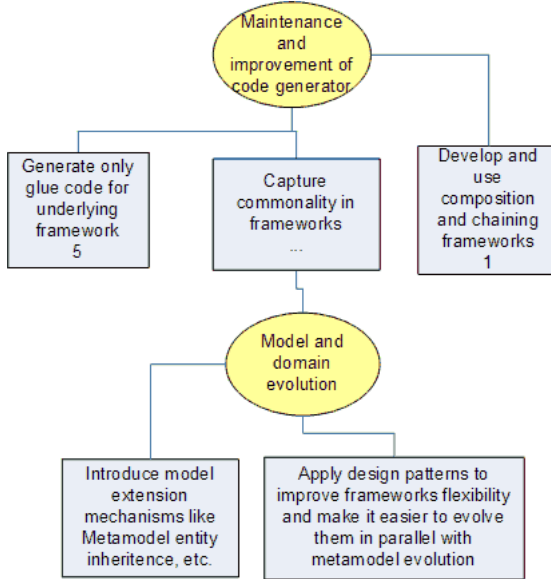 Maintenance
and
improvement of
code generator
Generate only
glue code for
underlying
framework
5
Capture
commonality in
frameworks
...
Develop and
use
composition
and chaining
frameworks
1
Model and
domain
evolution
Introduce model
extension
mechanisms like
Metamodel entity
inheritence, etc.
Apply design patterns to
improve frameworks flexibility
and make it easier to evolve
them in parallel with
metamodel evolution